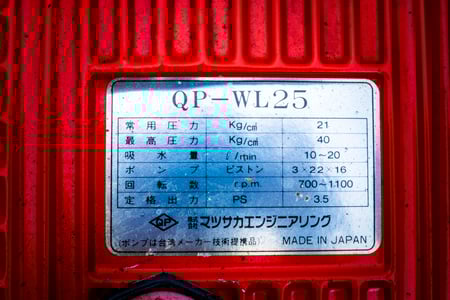 QP-WL25
常用圧力 Kg/c㎡ 21
最高圧力 Kg/c㎡ 40
吸水量 ℓ/min 10~20
ポンプ ピストン 3×22×16
回転数 r.p.m. 700~1.100
定格出力 PS 3.5
QP 株式会社 マツサカエンジニアリング
(ポンプは台湾メーカー技術提携品) MADE IN JAPAN